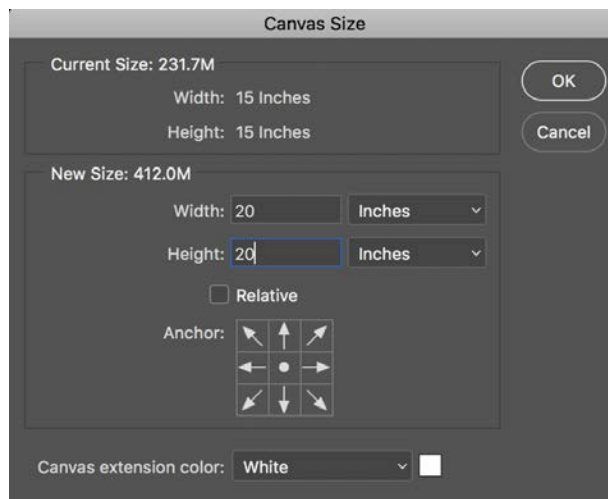 Canvas Size
Current Size: 231.7M
Width: 15 Inches
Height: 15 Inches
OK
Cancel
New Size: 412.0M
Width: 20 Inches
Height: 20 Inches
Relative
Anchor:
Canvas extension color: White